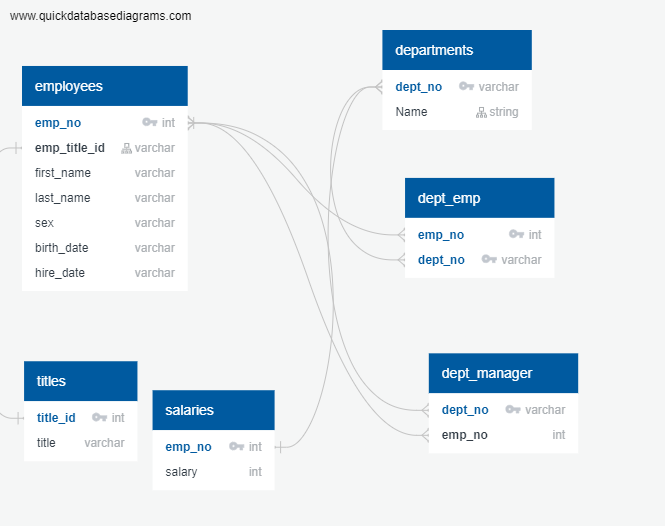 www.quickdatabasediagrams.com
employees
emp_no int
emp_title_id varchar
first_name varchar
last_name varchar
sex varchar
birth_date varchar
hire_date varchar
departments
dept_no varchar
Name string
dept_emp
emp_no int
dept_no varchar
titles
title_id int
title varchar
salaries
emp_no int
salary int
dept_manager
dept_no varchar
emp_no int